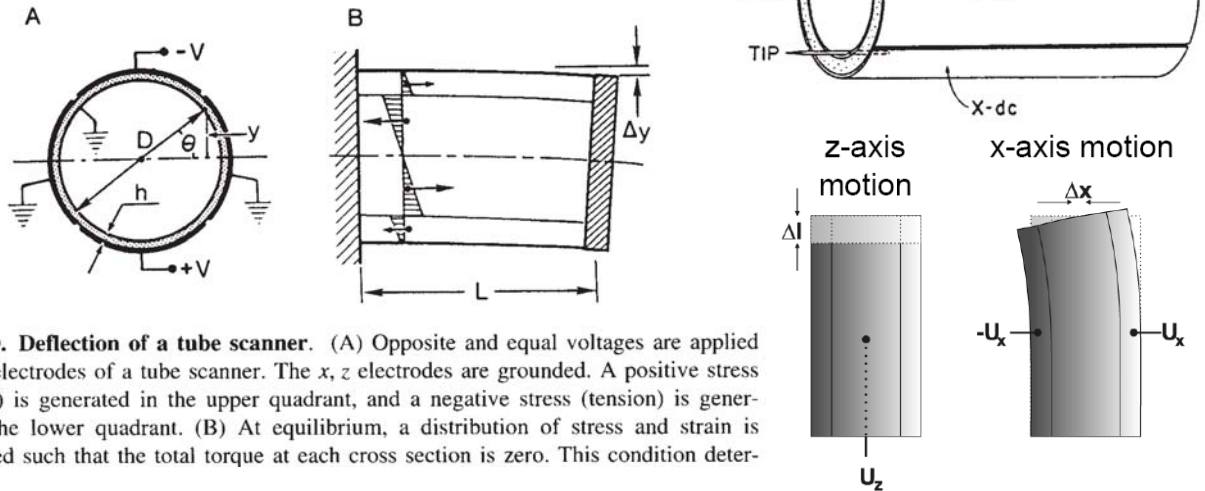 A
B
-V
D
θ
y
h
+V
Δy
L
TIP
X-dc
z-axis
motion
x-axis motion
Δl
Δx
-Uₓ
Uₓ
U_z
. Deflection of a tube scanner. (A) Opposite and equal voltages are applied
lectrodes of a tube scanner. The x, z electrodes are grounded. A positive stress
) is generated in the upper quadrant, and a negative stress (tension) is gener-
he lower quadrant. (B) At equilibrium, a distribution of stress and strain is
ed such that the total torque at each cross section is zero. This condition deter-